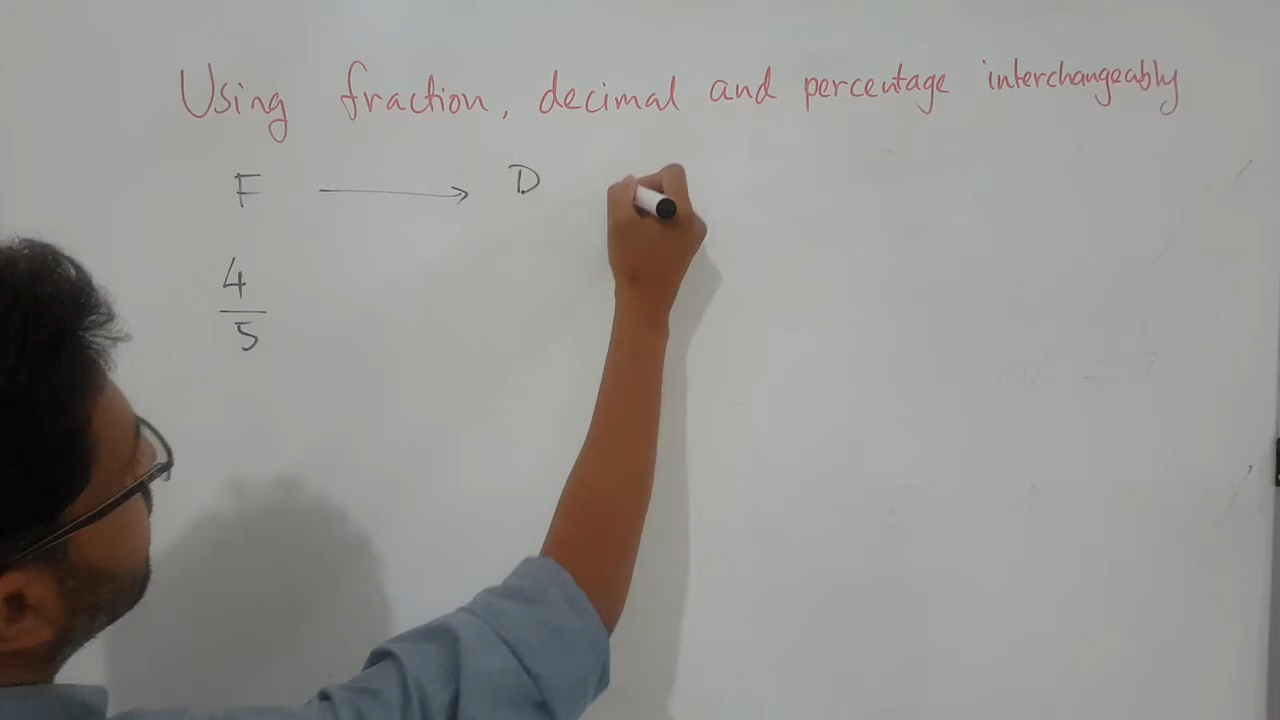 Using fraction, decimal and percentage interchangeably
F → D
4
5